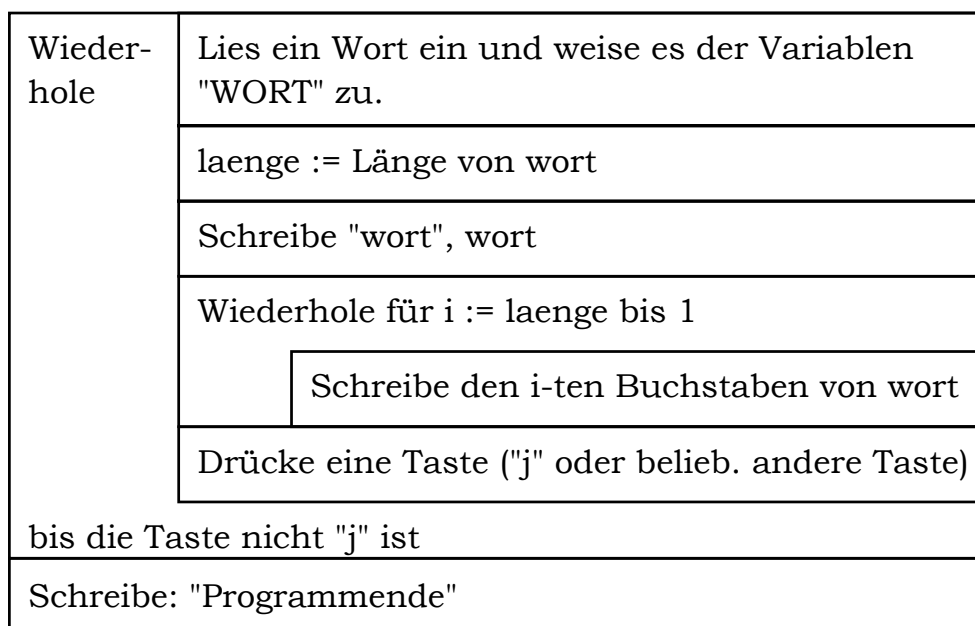 Wieder-
hole
Lies ein Wort ein und weise es der Variablen
"WORT" zu.
laenge := Länge von wort
Schreibe "wort", wort
Wiederhole für i := laenge bis 1
Schreibe den i-ten Buchstaben von wort
Drücke eine Taste ("j" oder belieb. andere Taste)
bis die Taste nicht "j" ist
Schreibe: "Programmende"